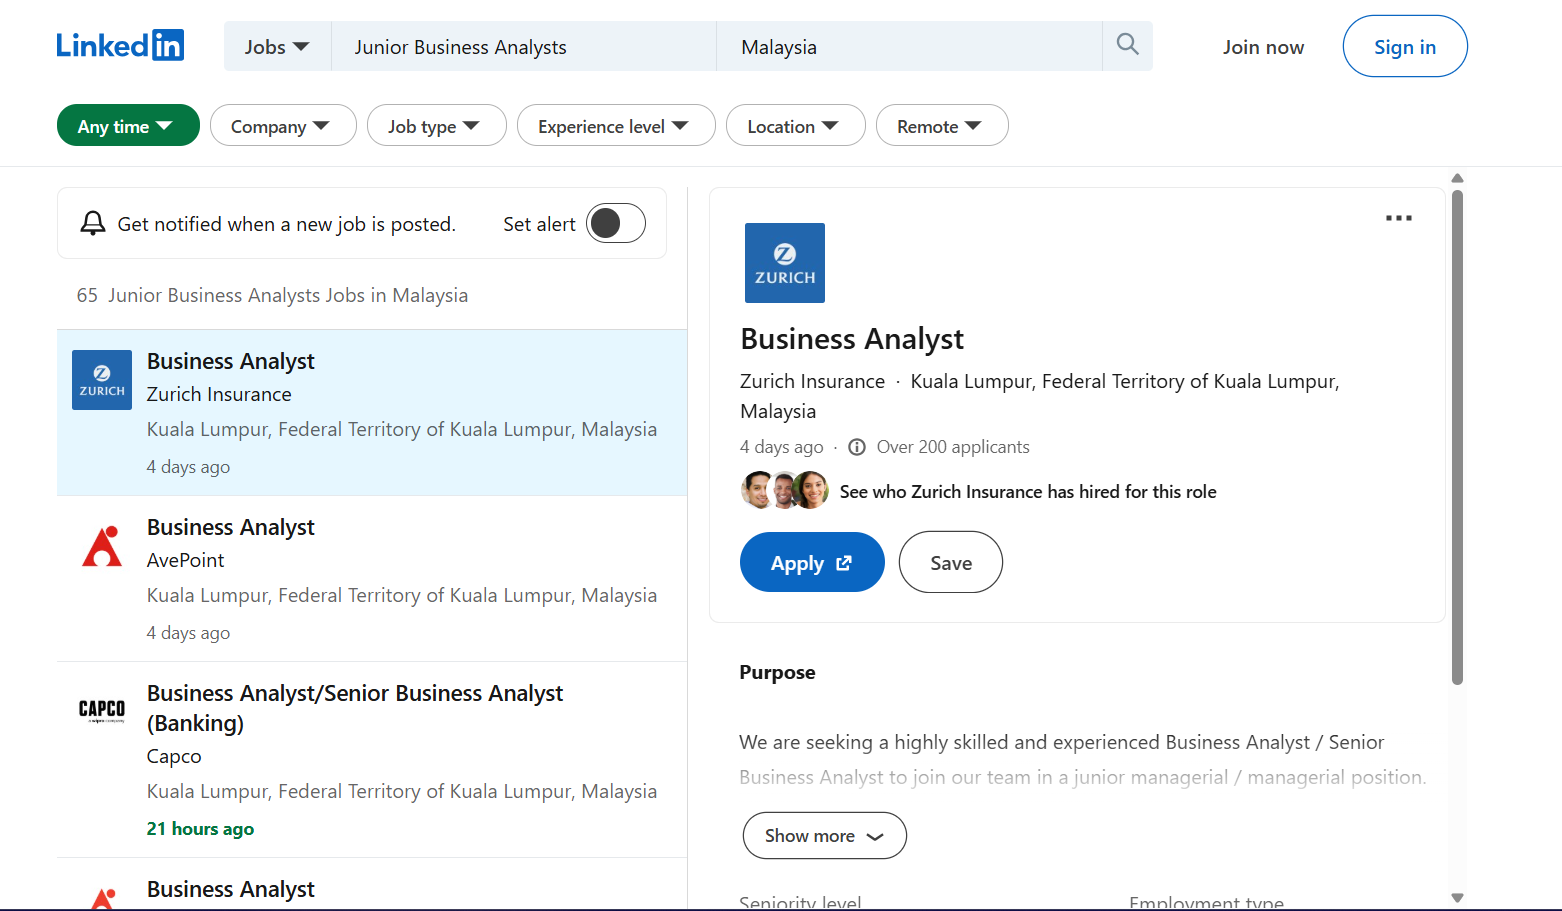 Linked in
Jobs
Junior Business Analysts
Malaysia
Join now
Sign in
Any time
Company
Job type
Experience level
Location
Remote
Get notified when a new job is posted.
Set alert
65 Junior Business Analysts Jobs in Malaysia
ZURICH
Business Analyst
Zurich Insurance
Kuala Lumpur, Federal Territory of Kuala Lumpur, Malaysia
4 days ago
Business Analyst
AvePoint
Kuala Lumpur, Federal Territory of Kuala Lumpur, Malaysia
4 days ago
CAPCO
a wipro company
Business Analyst/Senior Business Analyst
(Banking)
Capco
Kuala Lumpur, Federal Territory of Kuala Lumpur, Malaysia
21 hours ago
Business Analyst
ZURICH
Business Analyst
Zurich Insurance · Kuala Lumpur, Federal Territory of Kuala Lumpur,
Malaysia
4 days ago · Over 200 applicants
See who Zurich Insurance has hired for this role
Apply
Save
Purpose
We are seeking a highly skilled and experienced Business Analyst / Senior
Business Analyst to join our team in a junior managerial / managerial position.
Show more
Seniority level
Employment type